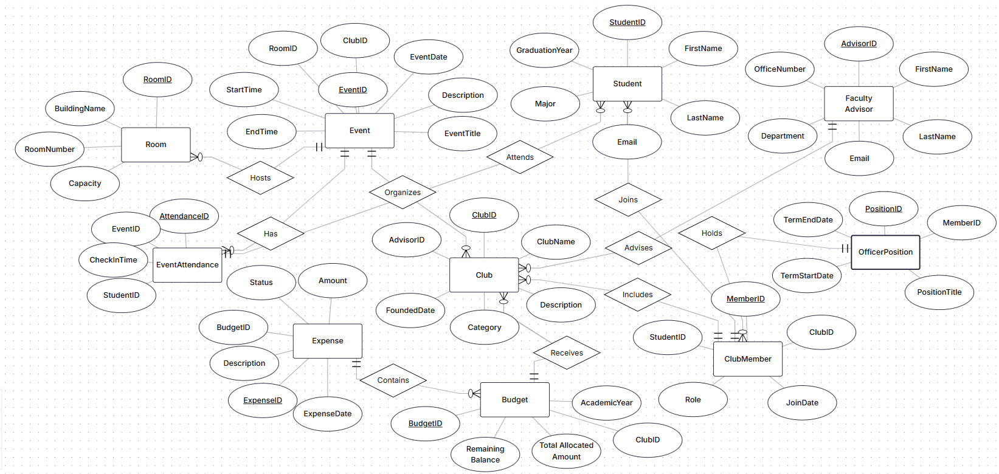 StudentID
ClubID
RoomID
AdvisorID
FirstName
GraduationYear
EventDate
OfficeNumber
FirstName
RoomID
Student
StartTime
EventID
Description
Faculty
Advisor
Major
BuildingName
LastName
EndTime
Event
EventTitle
Department
LastName
Room
RoomNumber
Email
Attends
Email
Hosts
Capacity
Organizes
Joins
AttendanceID
ClubID
TermEndDate
PositionID
MemberID
EventID
Has
Holds
AdvisorID
ClubName
Advises
OfficerPosition
CheckInTime
EventAttendance
Club
TermStartDate
Status
Amount
StudentID
Includes
MemberID
PositionTitle
FoundedDate
Description
BudgetID
Category
StudentID
ClubID
Expense
Receives
ClubMember
Description
Contains
ExpenseID
Budget
AcademicYear
Role
JoinDate
ExpenseDate
BudgetID
ClubID
Remaining
Balance
Total Allocated
Amount